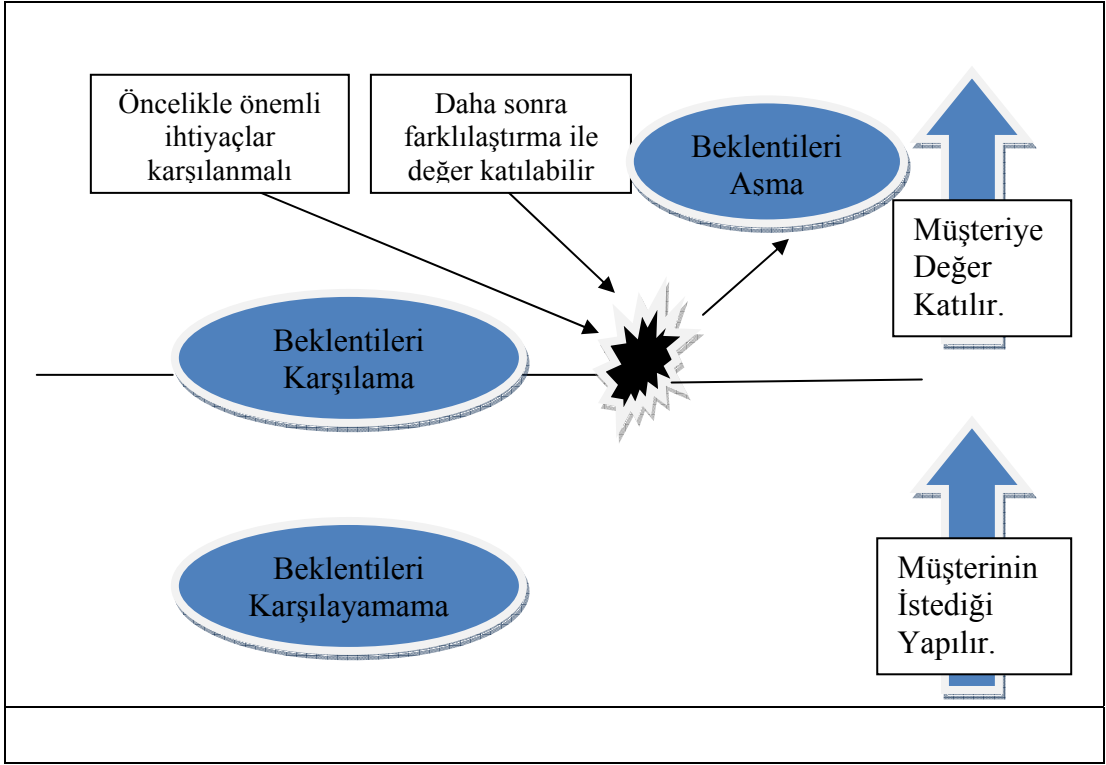 Öncelikle önemli
ihtiyaçlar
karşılanmalı
Daha sonra
farklılaştırma ile
değer katılabilir
Beklentileri
Aşma
Müşteriye
Değer
Katılır.
Beklentileri
Karşılama
Beklentileri
Karşılayamama
Müşterinin
İstediği
Yapılır.